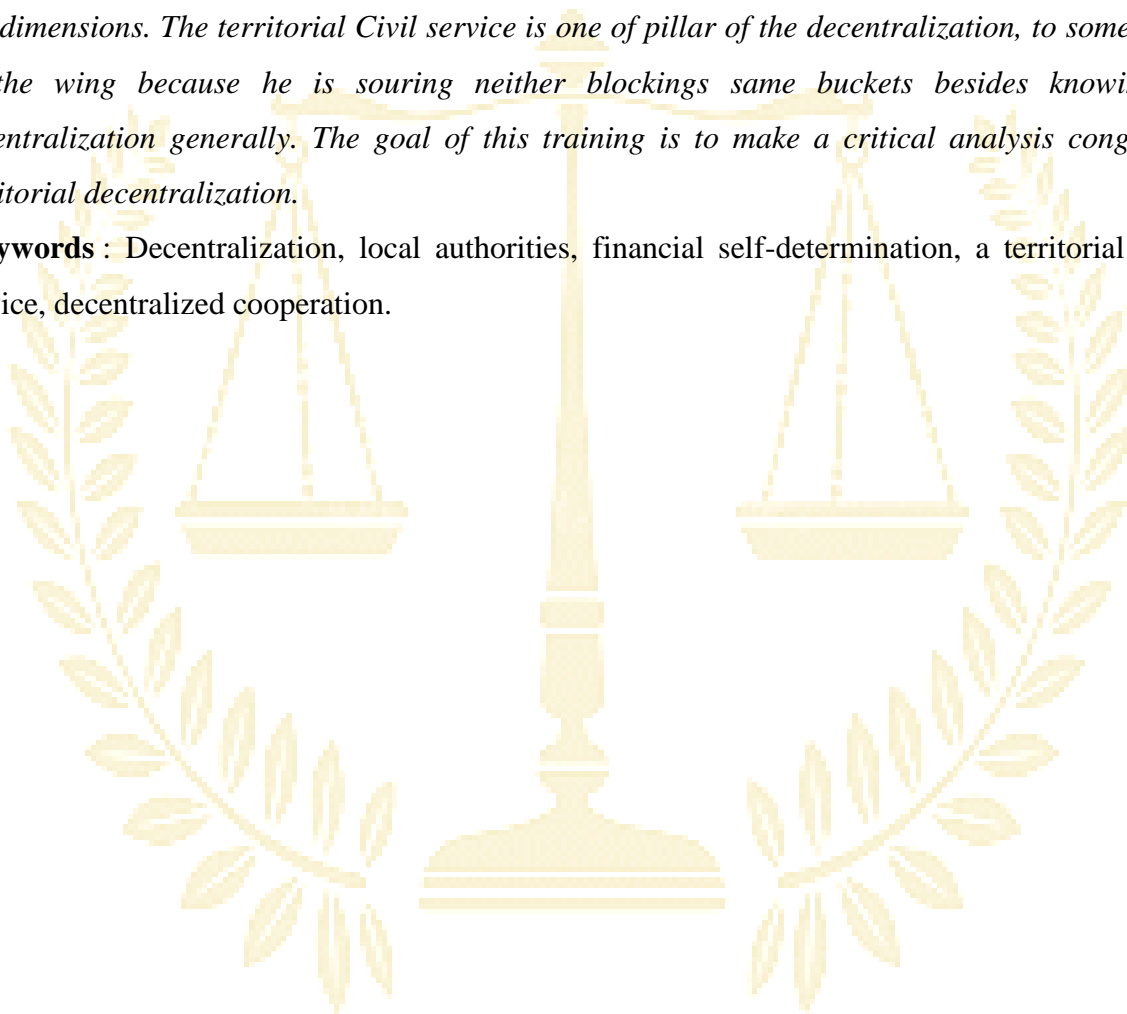 dimensions. The territorial Civil service is one of pillar of the decentralization, to some
the wing because he is souring neither blockings same buckets besides knowi
entralization generally. The goal of this training is to make a critical analysis cong
itorial decentralization.
ywords : Decentralization, local authorities, financial self-determination, a territorial
ice, decentralized cooperation.